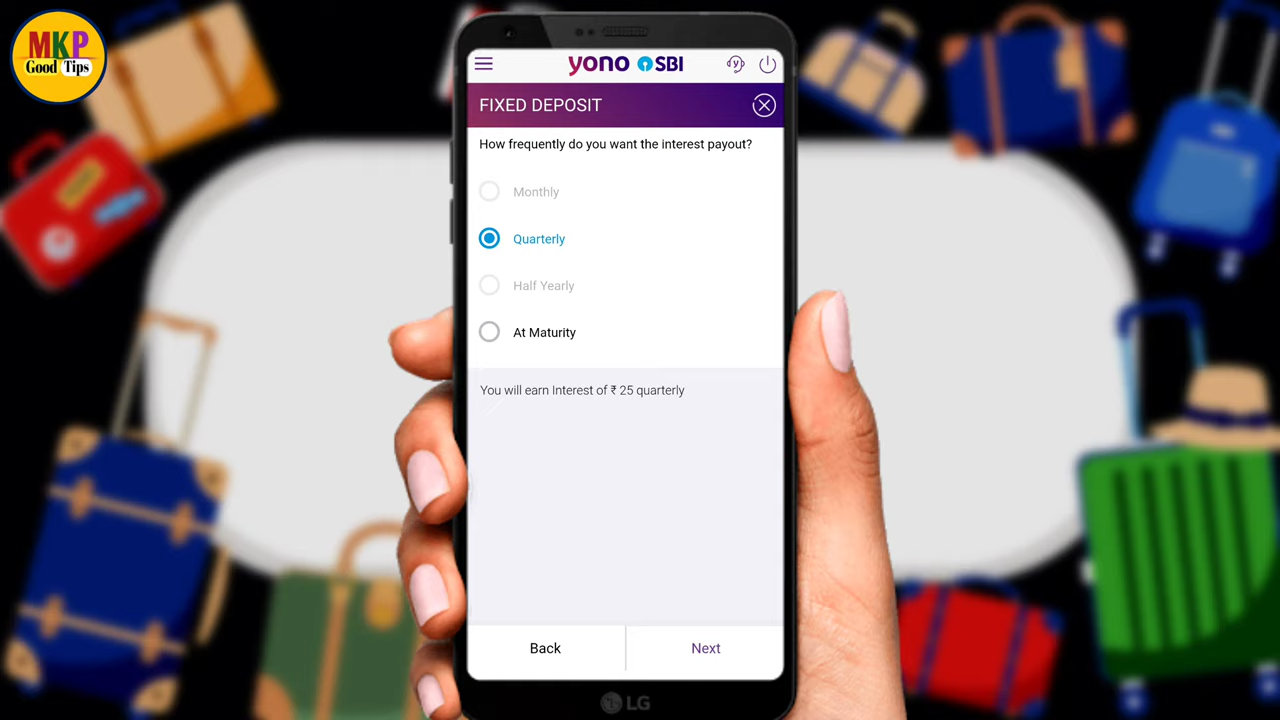 MKP
Good Tips
yono SBI
FIXED DEPOSIT
How frequently do you want the interest payout?
Monthly
Quarterly
Half Yearly
At Maturity
You will earn Interest of ₹ 25 quarterly
Back
Next
LG